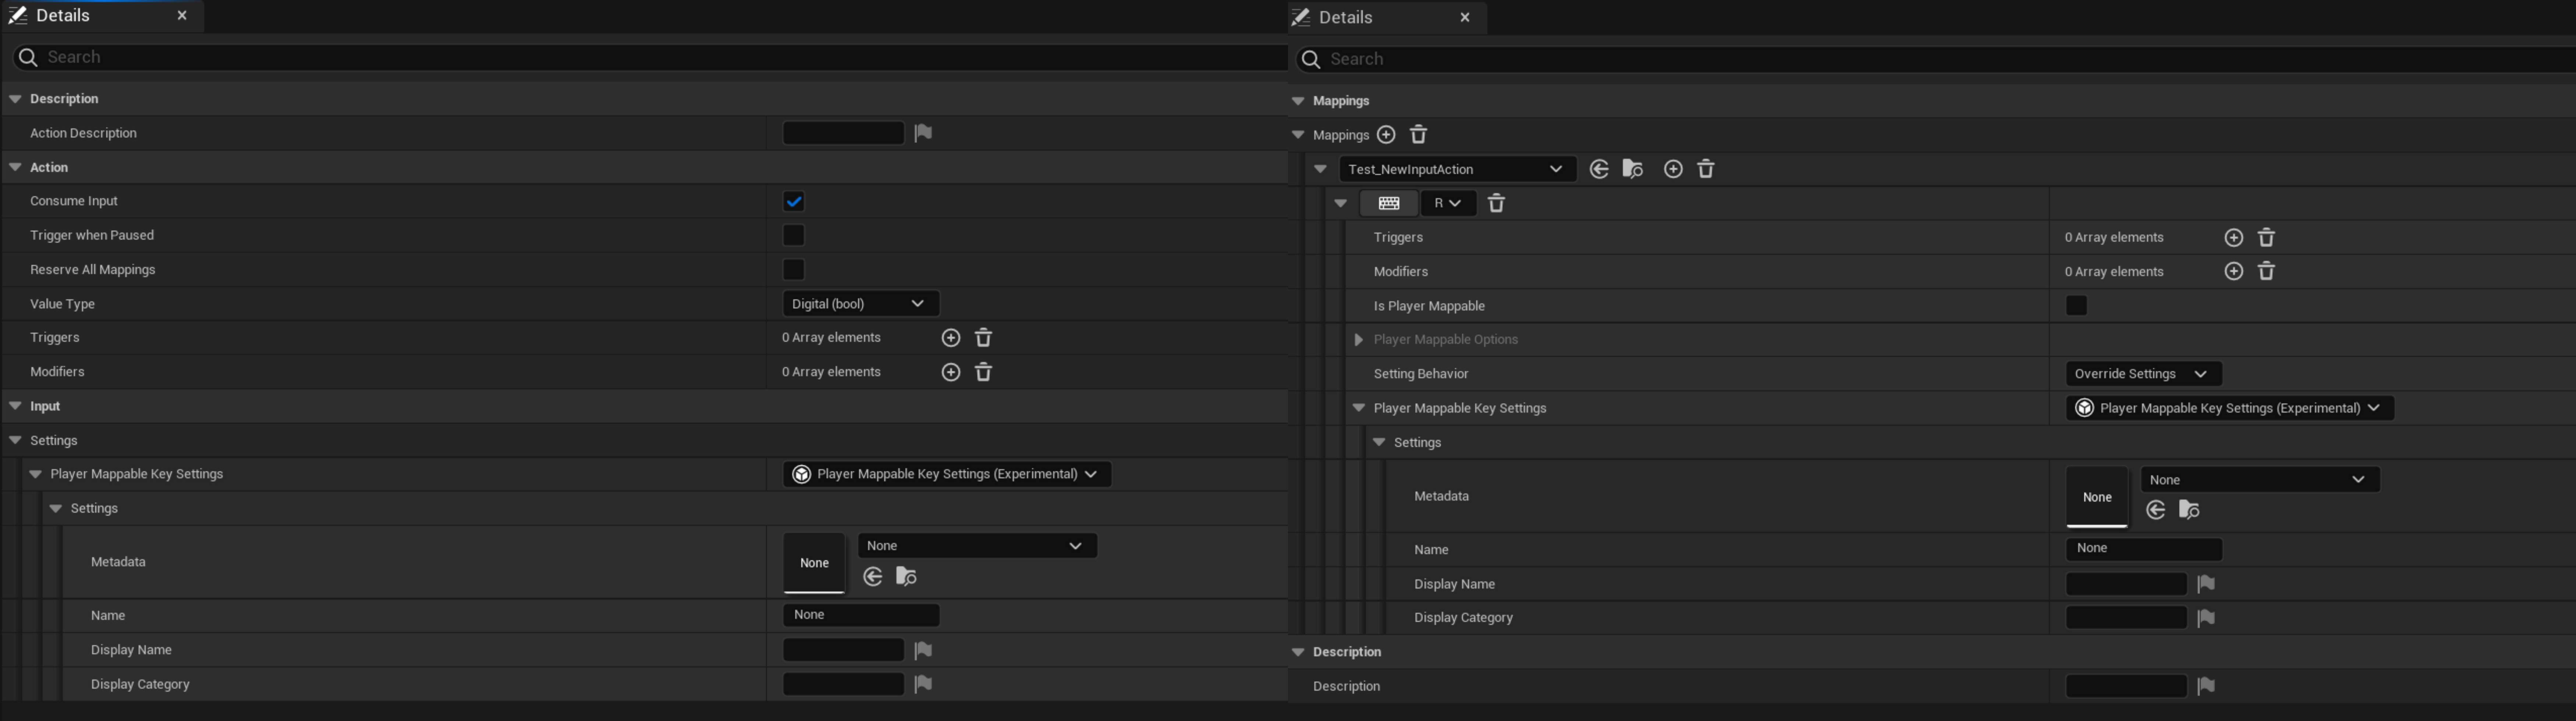 Details
Search
Description
Action Description
Action
Consume Input
Trigger when Paused
Reserve All Mappings
Value Type Digital (bool)
Triggers 0 Array elements
Modifiers 0 Array elements
Input
Settings
Player Mappable Key Settings Player Mappable Key Settings (Experimental)
Settings
Metadata None None
Name None
Display Name
Display Category
Details
Search
Mappings
Mappings
Test_NewInputAction
R
Triggers 0 Array elements
Modifiers 0 Array elements
Is Player Mappable
Player Mappable Options
Setting Behavior Override Settings
Player Mappable Key Settings Player Mappable Key Settings (Experimental)
Settings
Metadata None None
Name None
Display Name
Display Category
Description
Description